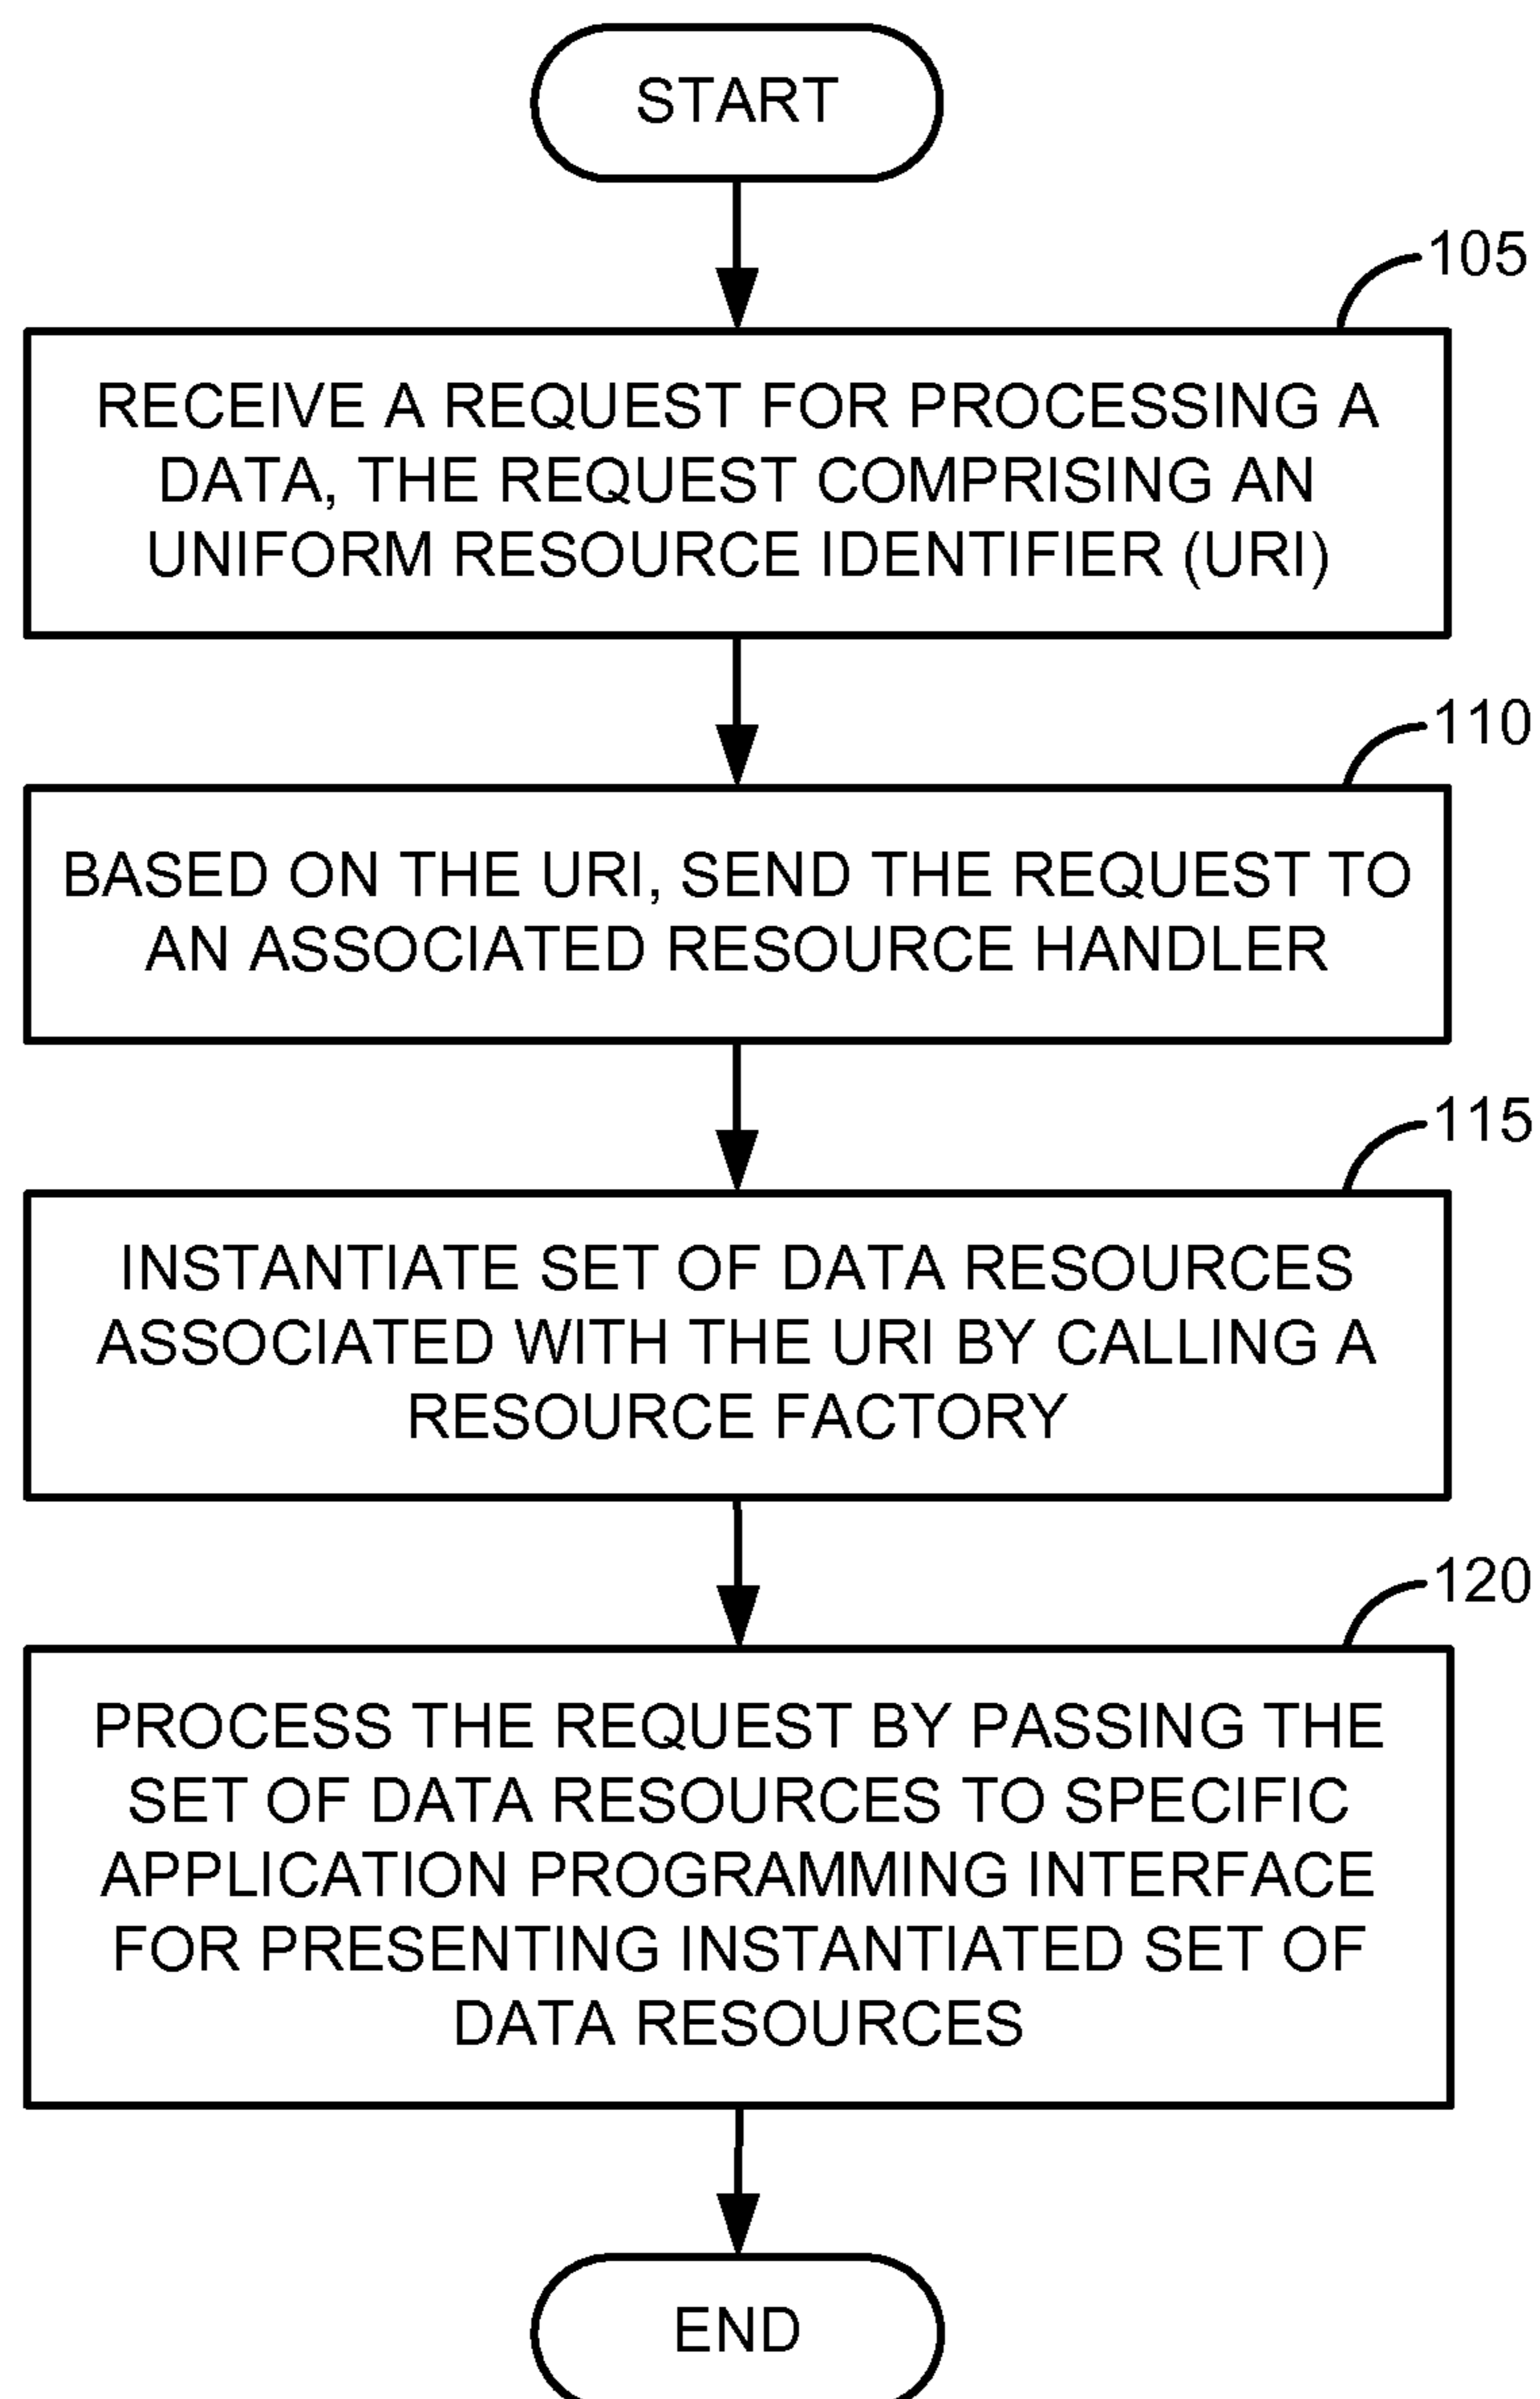 START
105
RECEIVE A REQUEST FOR PROCESSING A
DATA, THE REQUEST COMPRISING AN
UNIFORM RESOURCE IDENTIFIER (URI)
110
BASED ON THE URI, SEND THE REQUEST TO
AN ASSOCIATED RESOURCE HANDLER
115
INSTANTIATE SET OF DATA RESOURCES
ASSOCIATED WITH THE URI BY CALLING A
RESOURCE FACTORY
120
PROCESS THE REQUEST BY PASSING THE
SET OF DATA RESOURCES TO SPECIFIC
APPLICATION PROGRAMMING INTERFACE
FOR PRESENTING INSTANTIATED SET OF
DATA RESOURCES
END